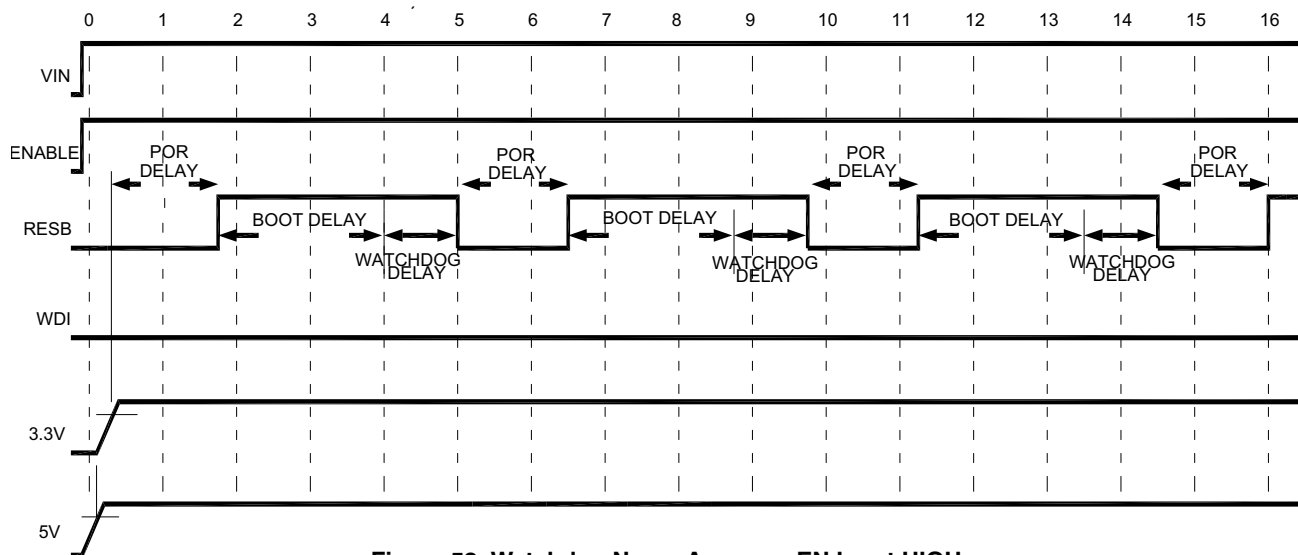 0 1 2 3 4 5 6 7 8 9 10 11 12 13 14 15 16
VIN
ENABLE
POR
DELAY
POR
DELAY
POR
DELAY
POR
DELAY
RESB
BOOT DELAY
WATCHDOG
DELAY
BOOT DELAY
WATCHDOG
DELAY
BOOT DELAY
WATCHDOG
DELAY
WDI
3.3V
5V